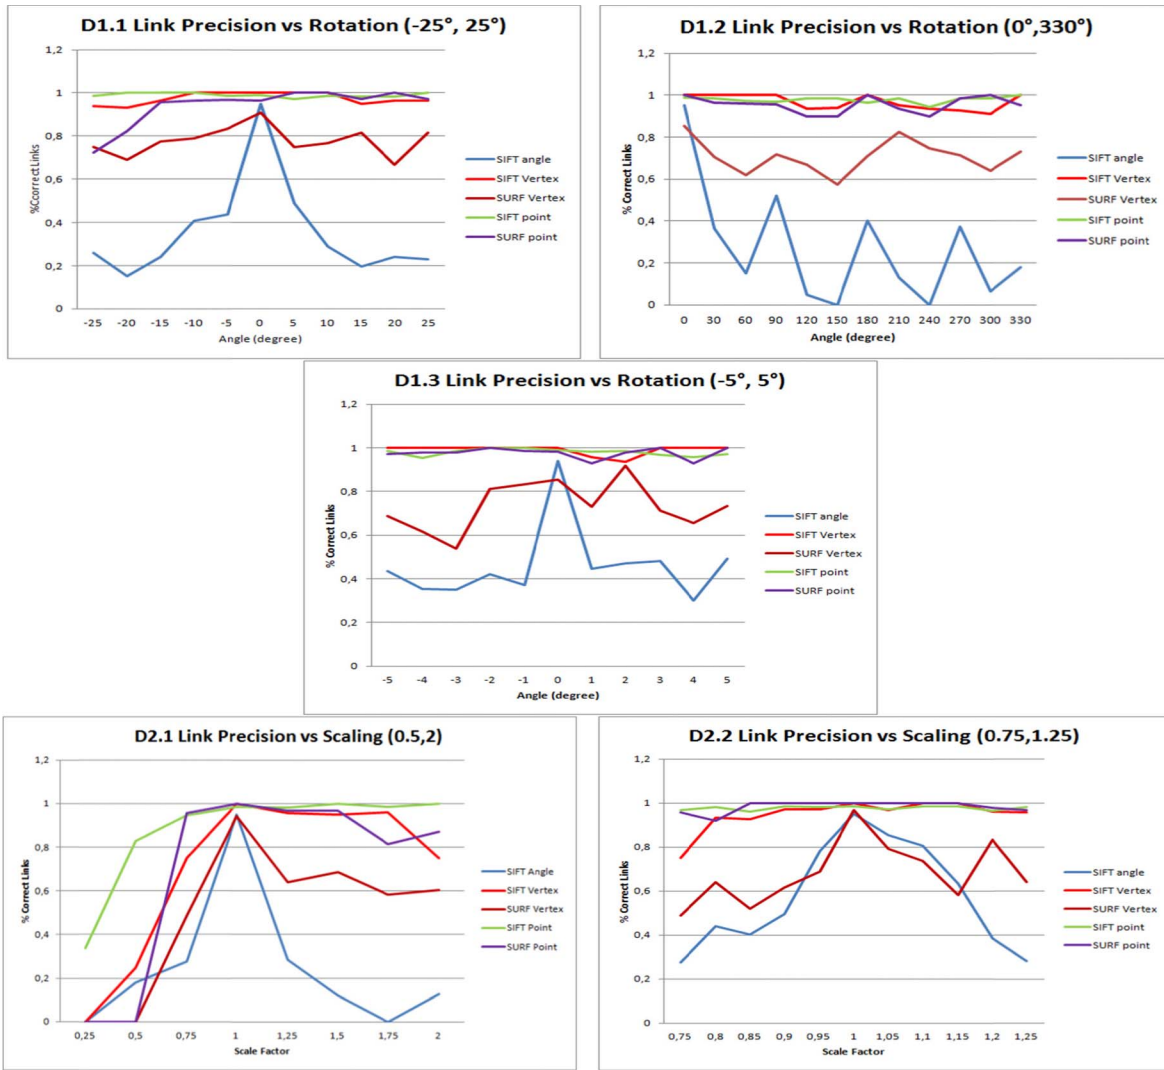 D1.1 Link Precision vs Rotation (-25°, 25°)
1,2
1
0,8
0,6
0,4
0,2
0
%Ccorrect Links
-25 -20 -15 -10 -5 0 5 10 15 20 25
Angle (degree)
SIFT angle
SIFT Vertex
SURF Vertex
SIFT point
SURF point
D1.2 Link Precision vs Rotation (0°,330°)
1,2
1
0,8
0,6
0,4
0,2
0
% Correct Links
0 30 60 90 120 150 180 210 240 270 300 330
Angle (degree)
SIFT angle
SIFT Vertex
SURF Vertex
SIFT point
SURF point
D1.3 Link Precision vs Rotation (-5°, 5°)
1,2
1
0,8
0,6
0,4
0,2
0
% Correct Links
-5 -4 -3 -2 -1 0 1 2 3 4 5
Angle (degree)
SIFT angle
SIFT Vertex
SURF Vertex
SIFT point
SURF point
D2.1 Link Precision vs Scaling (0.5,2)
1,2
1
0,8
0,6
0,4
0,2
0
% Correct Links
0,25 0,5 0,75 1 1,25 1,5 1,75 2
Scale Factor
SIFT Angle
SIFT Vertex
SURF Vertex
SIFT Point
SURF Point
D2.2 Link Precision vs Scaling (0.75,1.25)
1,2
1
0,8
0,6
0,4
0,2
0
% Correct Links
0,75 0,8 0,85 0,9 0,95 1 1,05 1,1 1,15 1,2 1,25
Scale Factor
SIFT angle
SIFT Vertex
SURF Vertex
SIFT point
SURF point